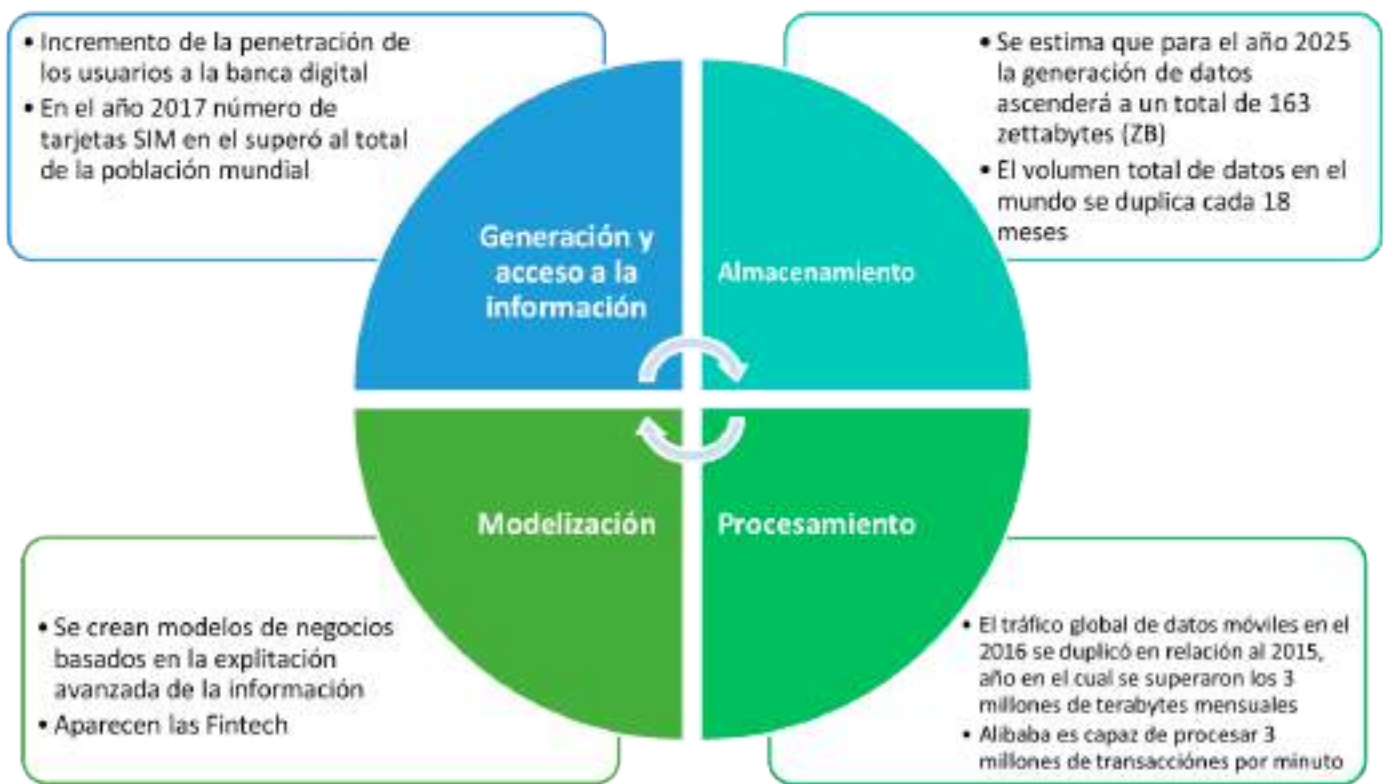 • Incremento de la penetración de
los usuarios a la banca digital
• En el año 2017 número de
tarjetas SIM en el superó al total
de la población mundial
• Se estima que para el año 2025
la generación de datos
ascenderá a un total de 163
zettabytes (ZB)
• El volumen total de datos en el
mundo se duplica cada 18
meses
Generación y
acceso a la
información
Almacenamiento
Modelización
Procesamiento
• Se crean modelos de negocios
basados en la explitación
avanzada de la información
• Aparecen las Fintech
• El tráfico global de datos móviles en el
2016 se duplicó en relación al 2015,
año en el cual se superaron los 3
millones de terabytes mensuales
• Alibaba es capaz de procesar 3
millones de transacciónes por minuto